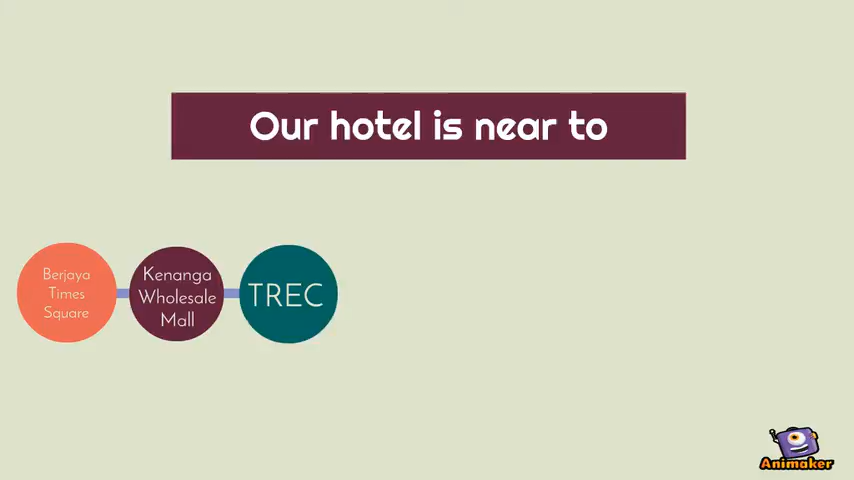 Our hotel is near to
Berjaya
Times
Square
Kenanga
Wholesale
Mall
TREC
Animaker